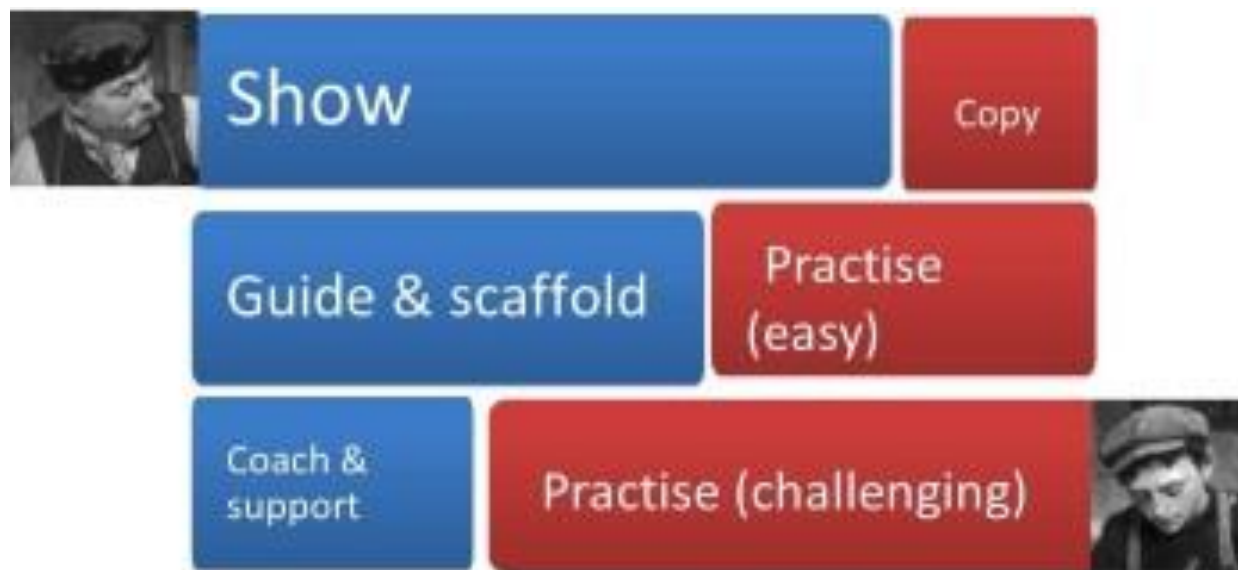 Show
Copy
Guide & scaffold
Practise
(easy)
Coach &
support
Practise (challenging)